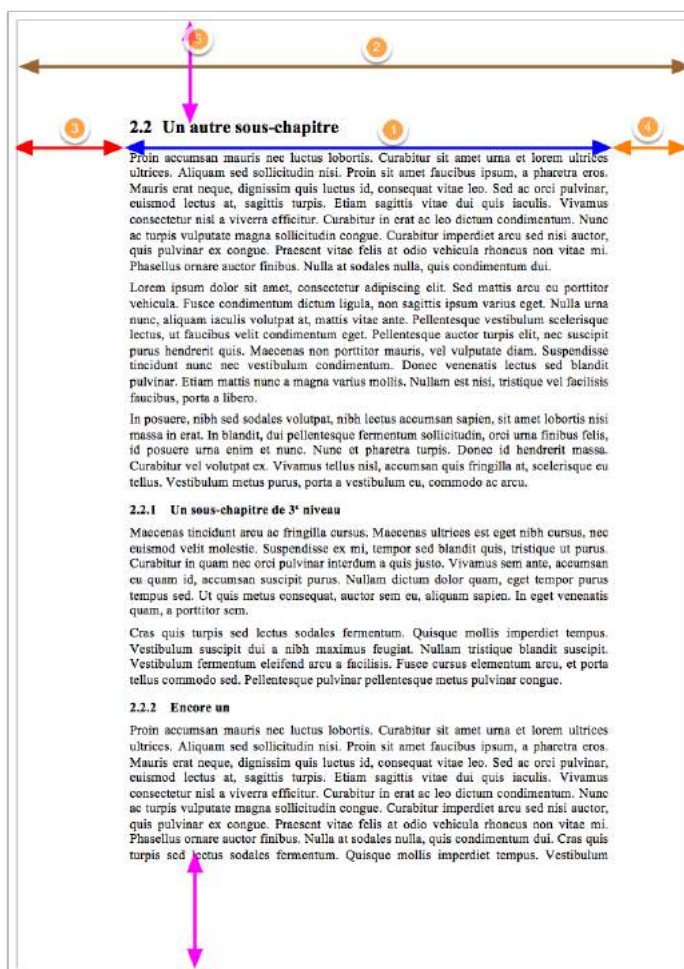 5
2
3
2.2 Un autre sous-chapitre
1
4
Proin accumsan mauris nec luctus lobortis. Curabitur sit amet urna et lorem ultrices
ultrices. Aliquam sed sollicitudin nisi. Proin sit amet faucibus ipsum, a pharetra eros.
Mauris erat neque, dignissim quis luctus id, consequat vitae leo. Sed ac orci pulvinar,
euismod lectus at, sagittis turpis. Etiam sagittis vitae dui quis iaculis. Vivamus
consectetur nisl a viverra efficitur. Curabitur in erat ac leo dictum condimentum. Nunc
ac turpis vulputate magna sollicitudin congue. Curabitur imperdiet arcu sed nisi auctor,
quis pulvinar ex congue. Praesent vitae felis at odio vehicula rhoncus non vitae mi.
Phasellus ornare auctor finibus. Nulla at sodales nulla, quis condimentum dui.
Lorem ipsum dolor sit amet, consectetur adipiscing elit. Sed mattis arcu eu porttitor
vehicula. Fusce condimentum dictum ligula, non sagittis ipsum varius eget. Nulla urna
nunc, aliquam iaculis volutpat at, mattis vitae ante. Pellentesque vestibulum scelerisque
lectus, ut faucibus velit condimentum eget. Pellentesque auctor turpis elit, nec suscipit
purus hendrerit quis. Maecenas non porttitor mauris, vel vulputate diam. Suspendisse
tincidunt nunc nec vestibulum condimentum. Donec venenatis lectus sed blandit
pulvinar. Etiam mattis nunc a magna varius mollis. Nullam est nisi, tristique vel facilisis
faucibus, porta a libero.
In posuere, nibh sed sodales volutpat, nibh lectus accumsan sapien, sit amet lobortis nisi
massa in erat. In blandit, dui pellentesque fermentum sollicitudin, orci urna finibus felis,
id posuere urna enim et nunc. Nunc et pharetra turpis. Donec id hendrerit massa.
Curabitur vel volutpat ex. Vivamus tellus nisl, accumsan quis fringilla at, scelerisque eu
tellus. Vestibulum metus purus, porta a vestibulum eu, commodo ac arcu.
2.2.1 Un sous-chapitre de 3e niveau
Maecenas tincidunt arcu ac fringilla cursus. Maecenas ultrices est eget nibh cursus, nec
euismod velit molestie. Suspendisse ex mi, tempor sed blandit quis, tristique ut purus.
Curabitur in quam nec orci pulvinar interdum a quis justo. Vivamus sem ante, accumsan
eu quam id, accumsan suscipit purus. Nullam dictum dolor quam, eget tempor purus
tempus sed. Ut quis metus consequat, auctor sem eu, aliquam sapien. In eget venenatis
quam, a porttitor sem.
Cras quis turpis sed lectus sodales fermentum. Quisque mollis imperdiet tempus.
Vestibulum suscipit dui a nibh maximus feugiat. Nullam tristique blandit suscipit.
Vestibulum fermentum eleifend arcu a facilisis. Fusce cursus elementum arcu, et porta
tellus commodo sed. Pellentesque pulvinar pellentesque metus pulvinar congue.
2.2.2 Encore un
Proin accumsan mauris nec luctus lobortis. Curabitur sit amet urna et lorem ultrices
ultrices. Aliquam sed sollicitudin nisi. Proin sit amet faucibus ipsum, a pharetra eros.
Mauris erat neque, dignissim quis luctus id, consequat vitae leo. Sed ac orci pulvinar,
euismod lectus at, sagittis turpis. Etiam sagittis vitae dui quis iaculis. Vivamus
consectetur nisl a viverra efficitur. Curabitur in erat ac leo dictum condimentum. Nunc
ac turpis vulputate magna sollicitudin congue. Curabitur imperdiet arcu sed nisi auctor,
quis pulvinar ex congue. Praesent vitae felis at odio vehicula rhoncus non vitae mi.
Phasellus ornare auctor finibus. Nulla at sodales nulla, quis condimentum dui. Cras quis
turpis sed lectus sodales fermentum. Quisque mollis imperdiet tempus. Vestibulum